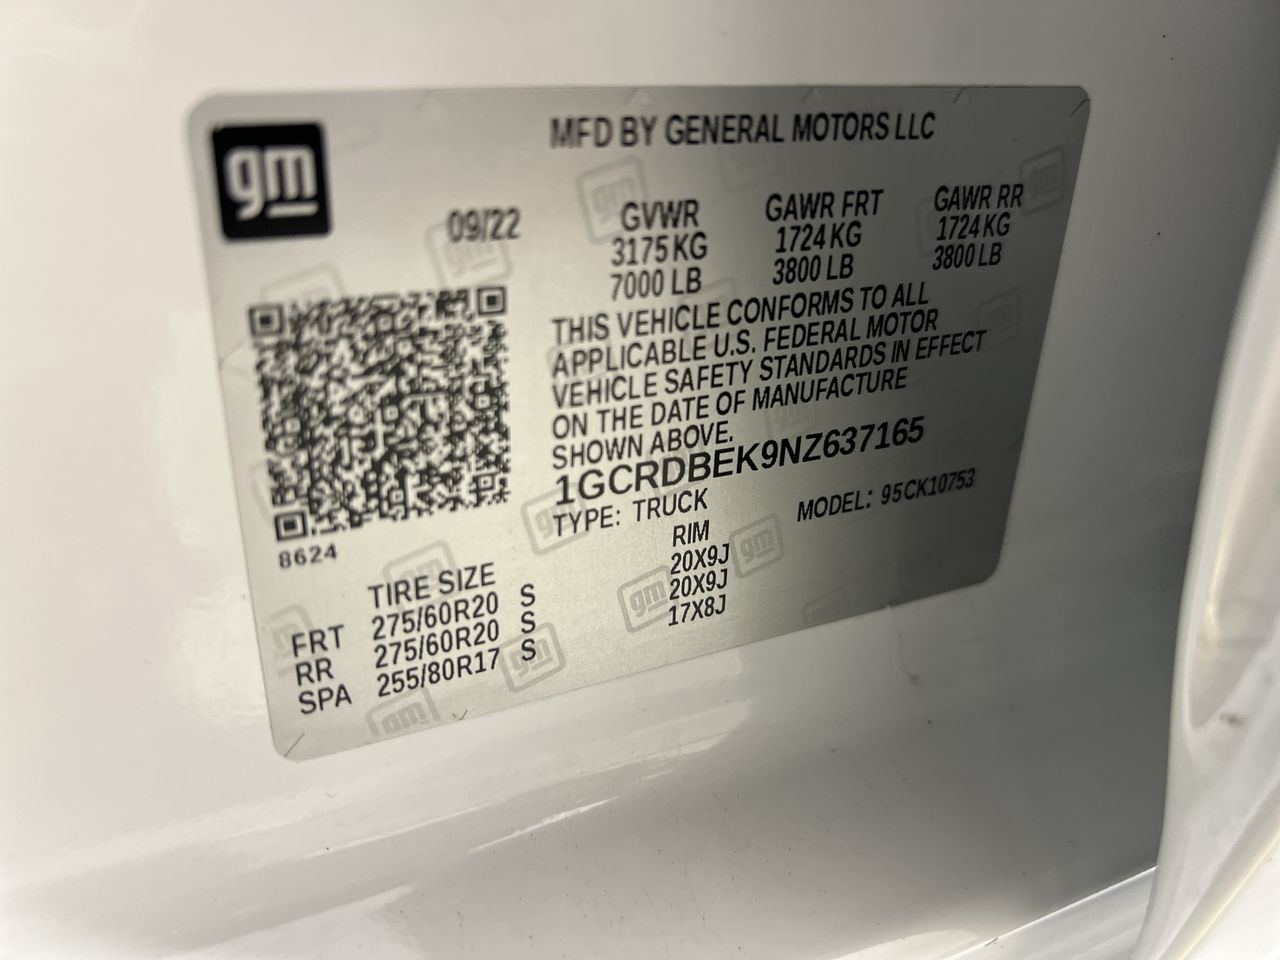 gm
MFD BY GENERAL MOTORS LLC
09/22
GVWR GAWR FRT GAWR RR
3175 KG 1724 KG 1724 KG
7000 LB 3800 LB 3800 LB
THIS VEHICLE CONFORMS TO ALL
APPLICABLE U.S. FEDERAL MOTOR
VEHICLE SAFETY STANDARDS IN EFFECT
ON THE DATE OF MANUFACTURE
SHOWN ABOVE.
1GCRDBEK9NZ637165
TYPE: TRUCK MODEL: 95CK10753
8624
TIRE SIZE RIM
FRT 275/60R20 S 20X9J
RR 275/60R20 S 20X9J
SPA 255/80R17 S 17X8J